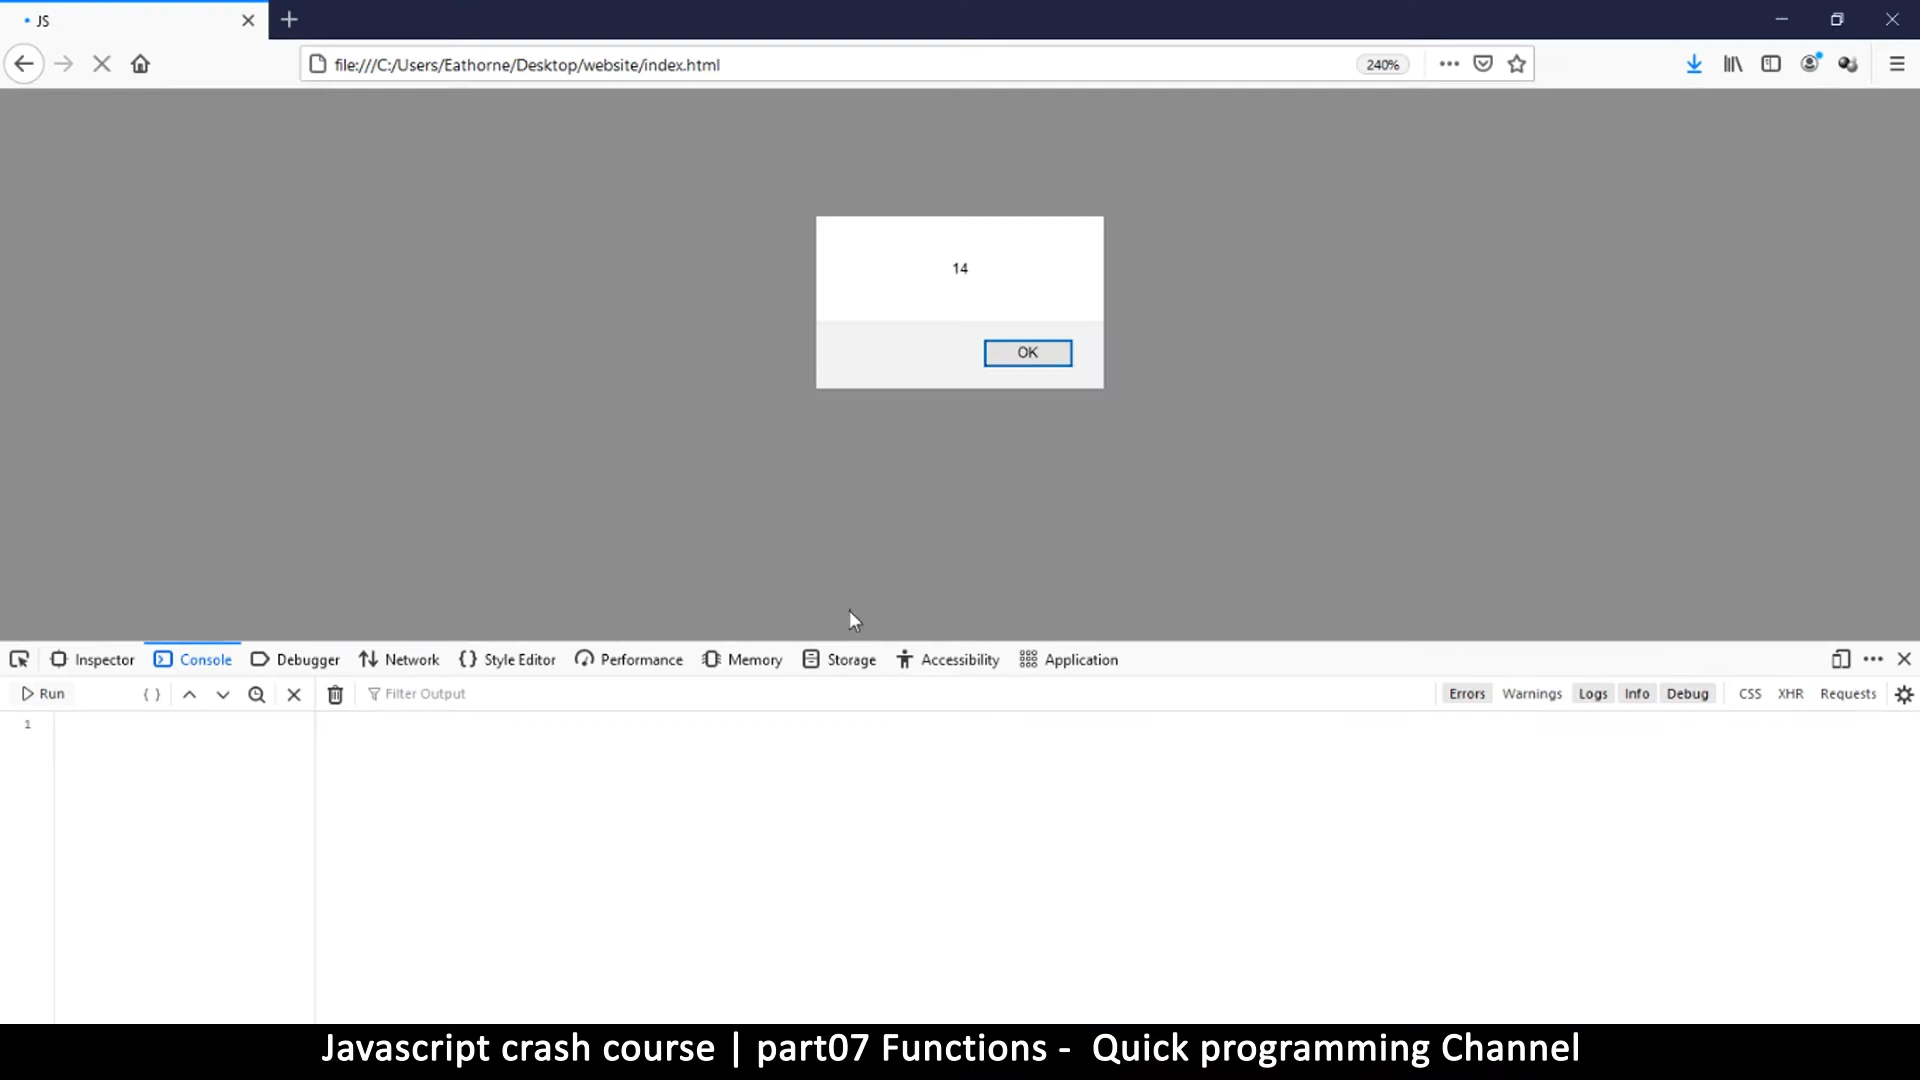 JS
file:///C:/Users/Eathorne/Desktop/website/index.html
240%
14
OK
Inspector Console Debugger Network Style Editor Performance Memory Storage Accessibility Application
Run Filter Output Errors Warnings Logs Info Debug CSS XHR Requests
1
Javascript crash course | part07 Functions - Quick programming Channel